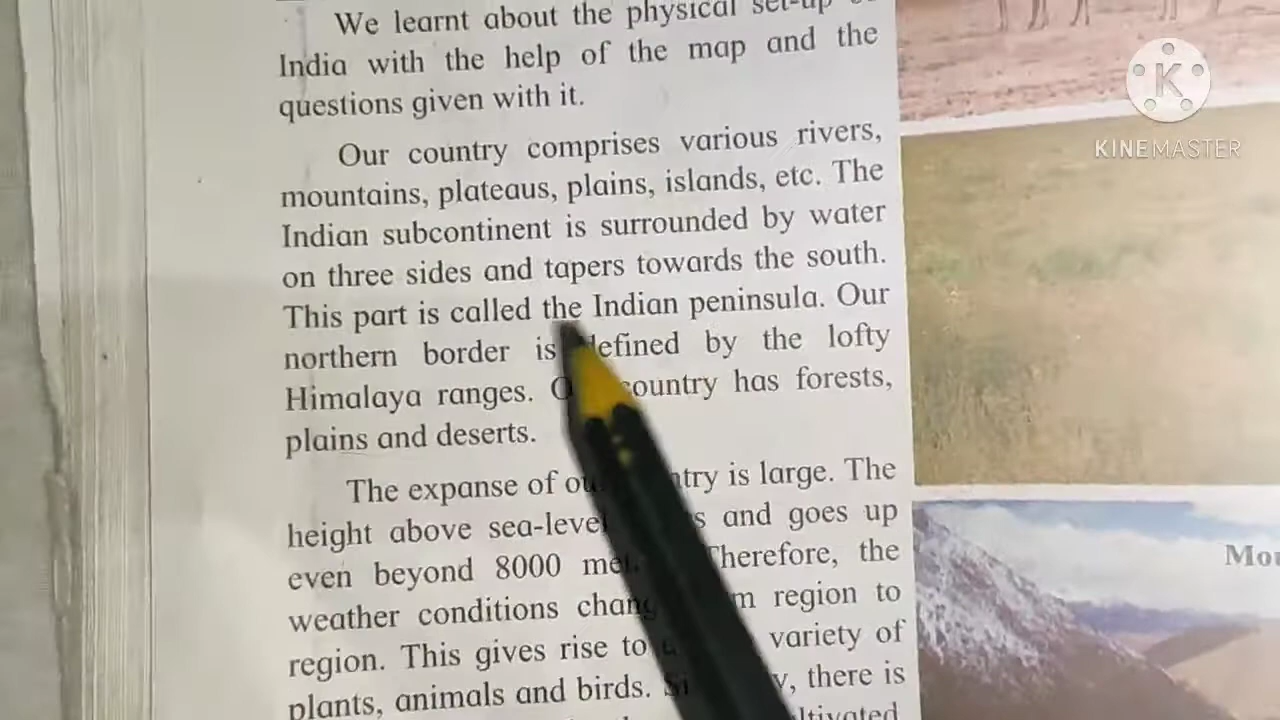 We learnt about the physical set-up
India with the help of the map and the
questions given with it.
Our country comprises various rivers,
mountains, plateaus, plains, islands, etc. The
Indian subcontinent is surrounded by water
on three sides and tapers towards the south.
This part is called the Indian peninsula. Our
northern border is defined by the lofty
Himalaya ranges. country has forests,
plains and deserts.
The expanse of is large. The
height above sea-level and goes up
even beyond 8000 Therefore, the
weather conditions region to
region. This gives rise to variety of
plants, animals and birds. there is
K
KINEMASTER